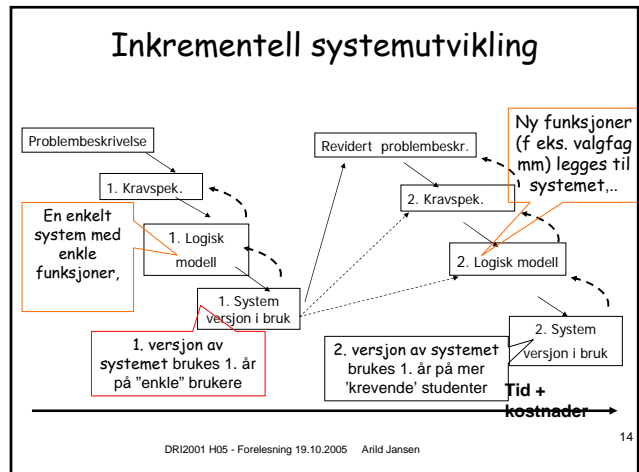 Inkrementell systemutvikling
Problembeskrivelse
1. Kravspek.
En enkelt
system med
enkle
funksjoner,
1. Logisk
modell
1. System
versjon i bruk
1. versjon av
systemet brukes 1. år
på "enkle" brukere
Revidert problembeskr.
Ny funksjoner
(f eks. valgfag
mm) legges til
systemet,..
2. Kravspek.
2. Logisk modell
2. System
versjon i bruk
2. versjon av systemet
brukes 1. år på mer
'krevende' studenter
Tid +
kostnader
DRI2001 H05 - Forelesning 19.10.2005 Arild Jansen
14